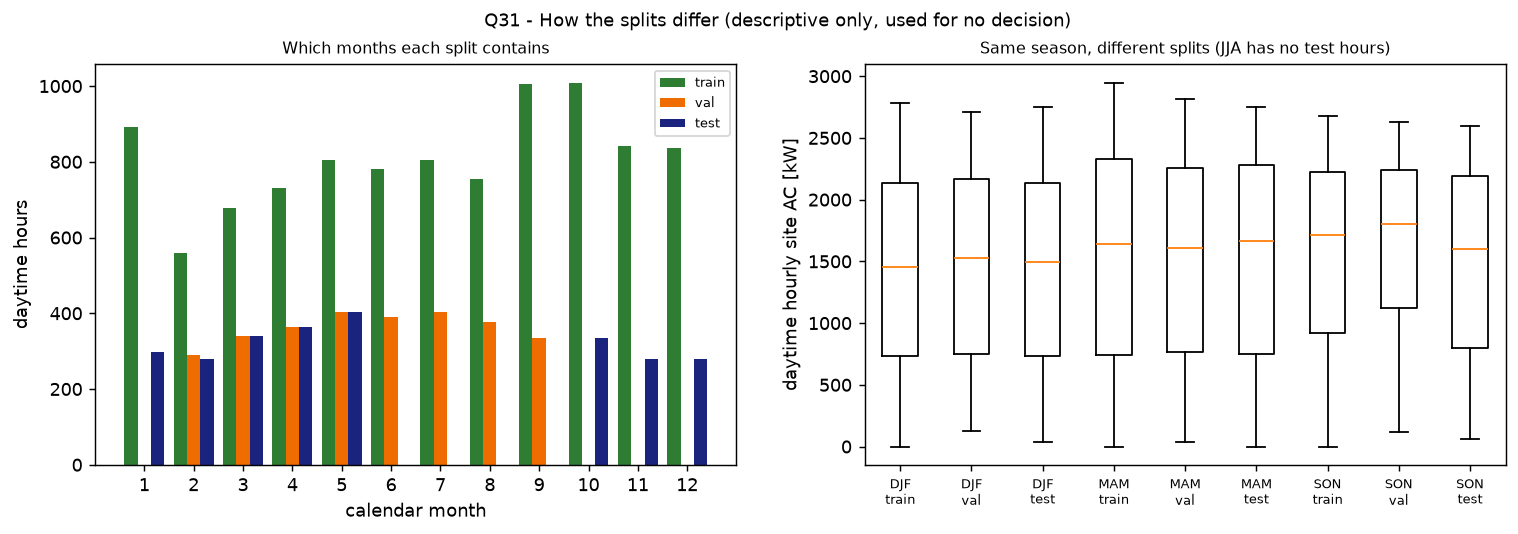 Q31 - How the splits differ (descriptive only, used for no decision)
Which months each split contains
train
val
test
daytime hours
1000
800
600
400
200
0
1 2 3 4 5 6 7 8 9 10 11 12
calendar month
Same season, different splits (JJA has no test hours)
daytime hourly site AC [kW]
3000
2500
2000
1500
1000
500
0
DJF DJF DJF MAM MAM MAM SON SON SON
train val test train val test train val test